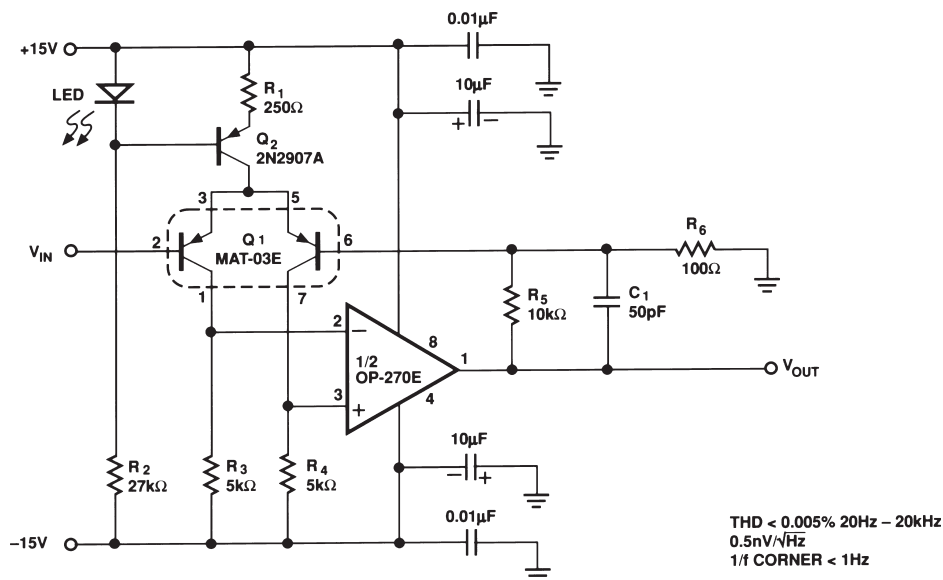 0.01µF
+15V
LED
R1
250Ω
10µF
+ −
Q2
2N2907A
3 5
VIN
2
Q1
MAT-03E
6
R6
100Ω
1 7
R5
10kΩ
C1
50pF
2
−
8
1/2
OP-270E
1
VOUT
3
+
4
R2
27kΩ
R3
5kΩ
R4
5kΩ
10µF
− +
0.01µF
−15V
THD < 0.005% 20Hz – 20kHz
0.5nV/√Hz
1/f CORNER < 1Hz